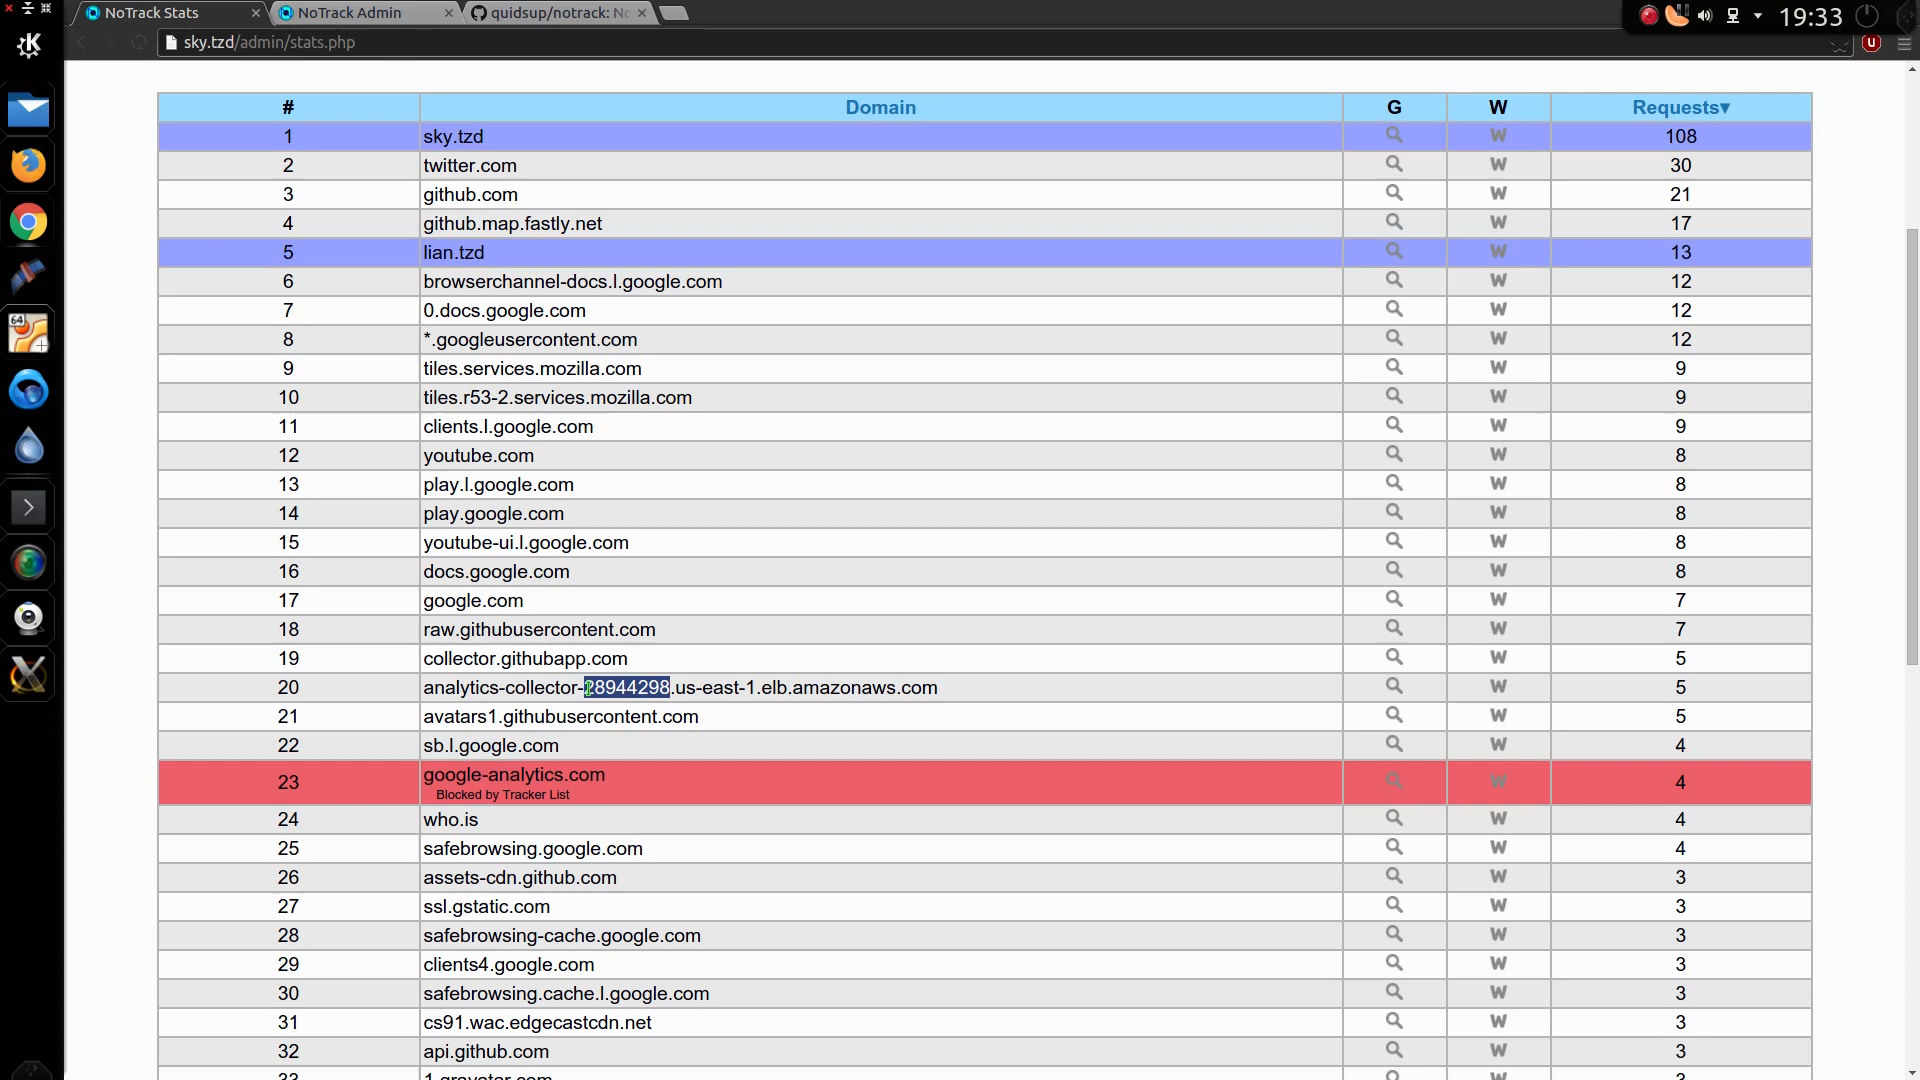 NoTrack Stats
NoTrack Admin
quidsup/notrack: No
19:33
sky.tzd/admin/stats.php
# Domain G W Requests▾
1 sky.tzd W 108
2 twitter.com W 30
3 github.com W 21
4 github.map.fastly.net W 17
5 lian.tzd W 13
6 browserchannel-docs.l.google.com W 12
7 0.docs.google.com W 12
8 *.googleusercontent.com W 12
9 tiles.services.mozilla.com W 9
10 tiles.r53-2.services.mozilla.com W 9
11 clients.l.google.com W 9
12 youtube.com W 8
13 play.l.google.com W 8
14 play.google.com W 8
15 youtube-ui.l.google.com W 8
16 docs.google.com W 8
17 google.com W 7
18 raw.githubusercontent.com W 7
19 collector.githubapp.com W 5
20 analytics-collector-28944298.us-east-1.elb.amazonaws.com W 5
21 avatars1.githubusercontent.com W 5
22 sb.l.google.com W 4
23 google-analytics.com W 4
Blocked by Tracker List
24 who.is W 4
25 safebrowsing.google.com W 4
26 assets-cdn.github.com W 3
27 ssl.gstatic.com W 3
28 safebrowsing-cache.google.com W 3
29 clients4.google.com W 3
30 safebrowsing.cache.l.google.com W 3
31 cs91.wac.edgecastcdn.net W 3
32 api.github.com W 3
33 1.gravatar.com 3
64